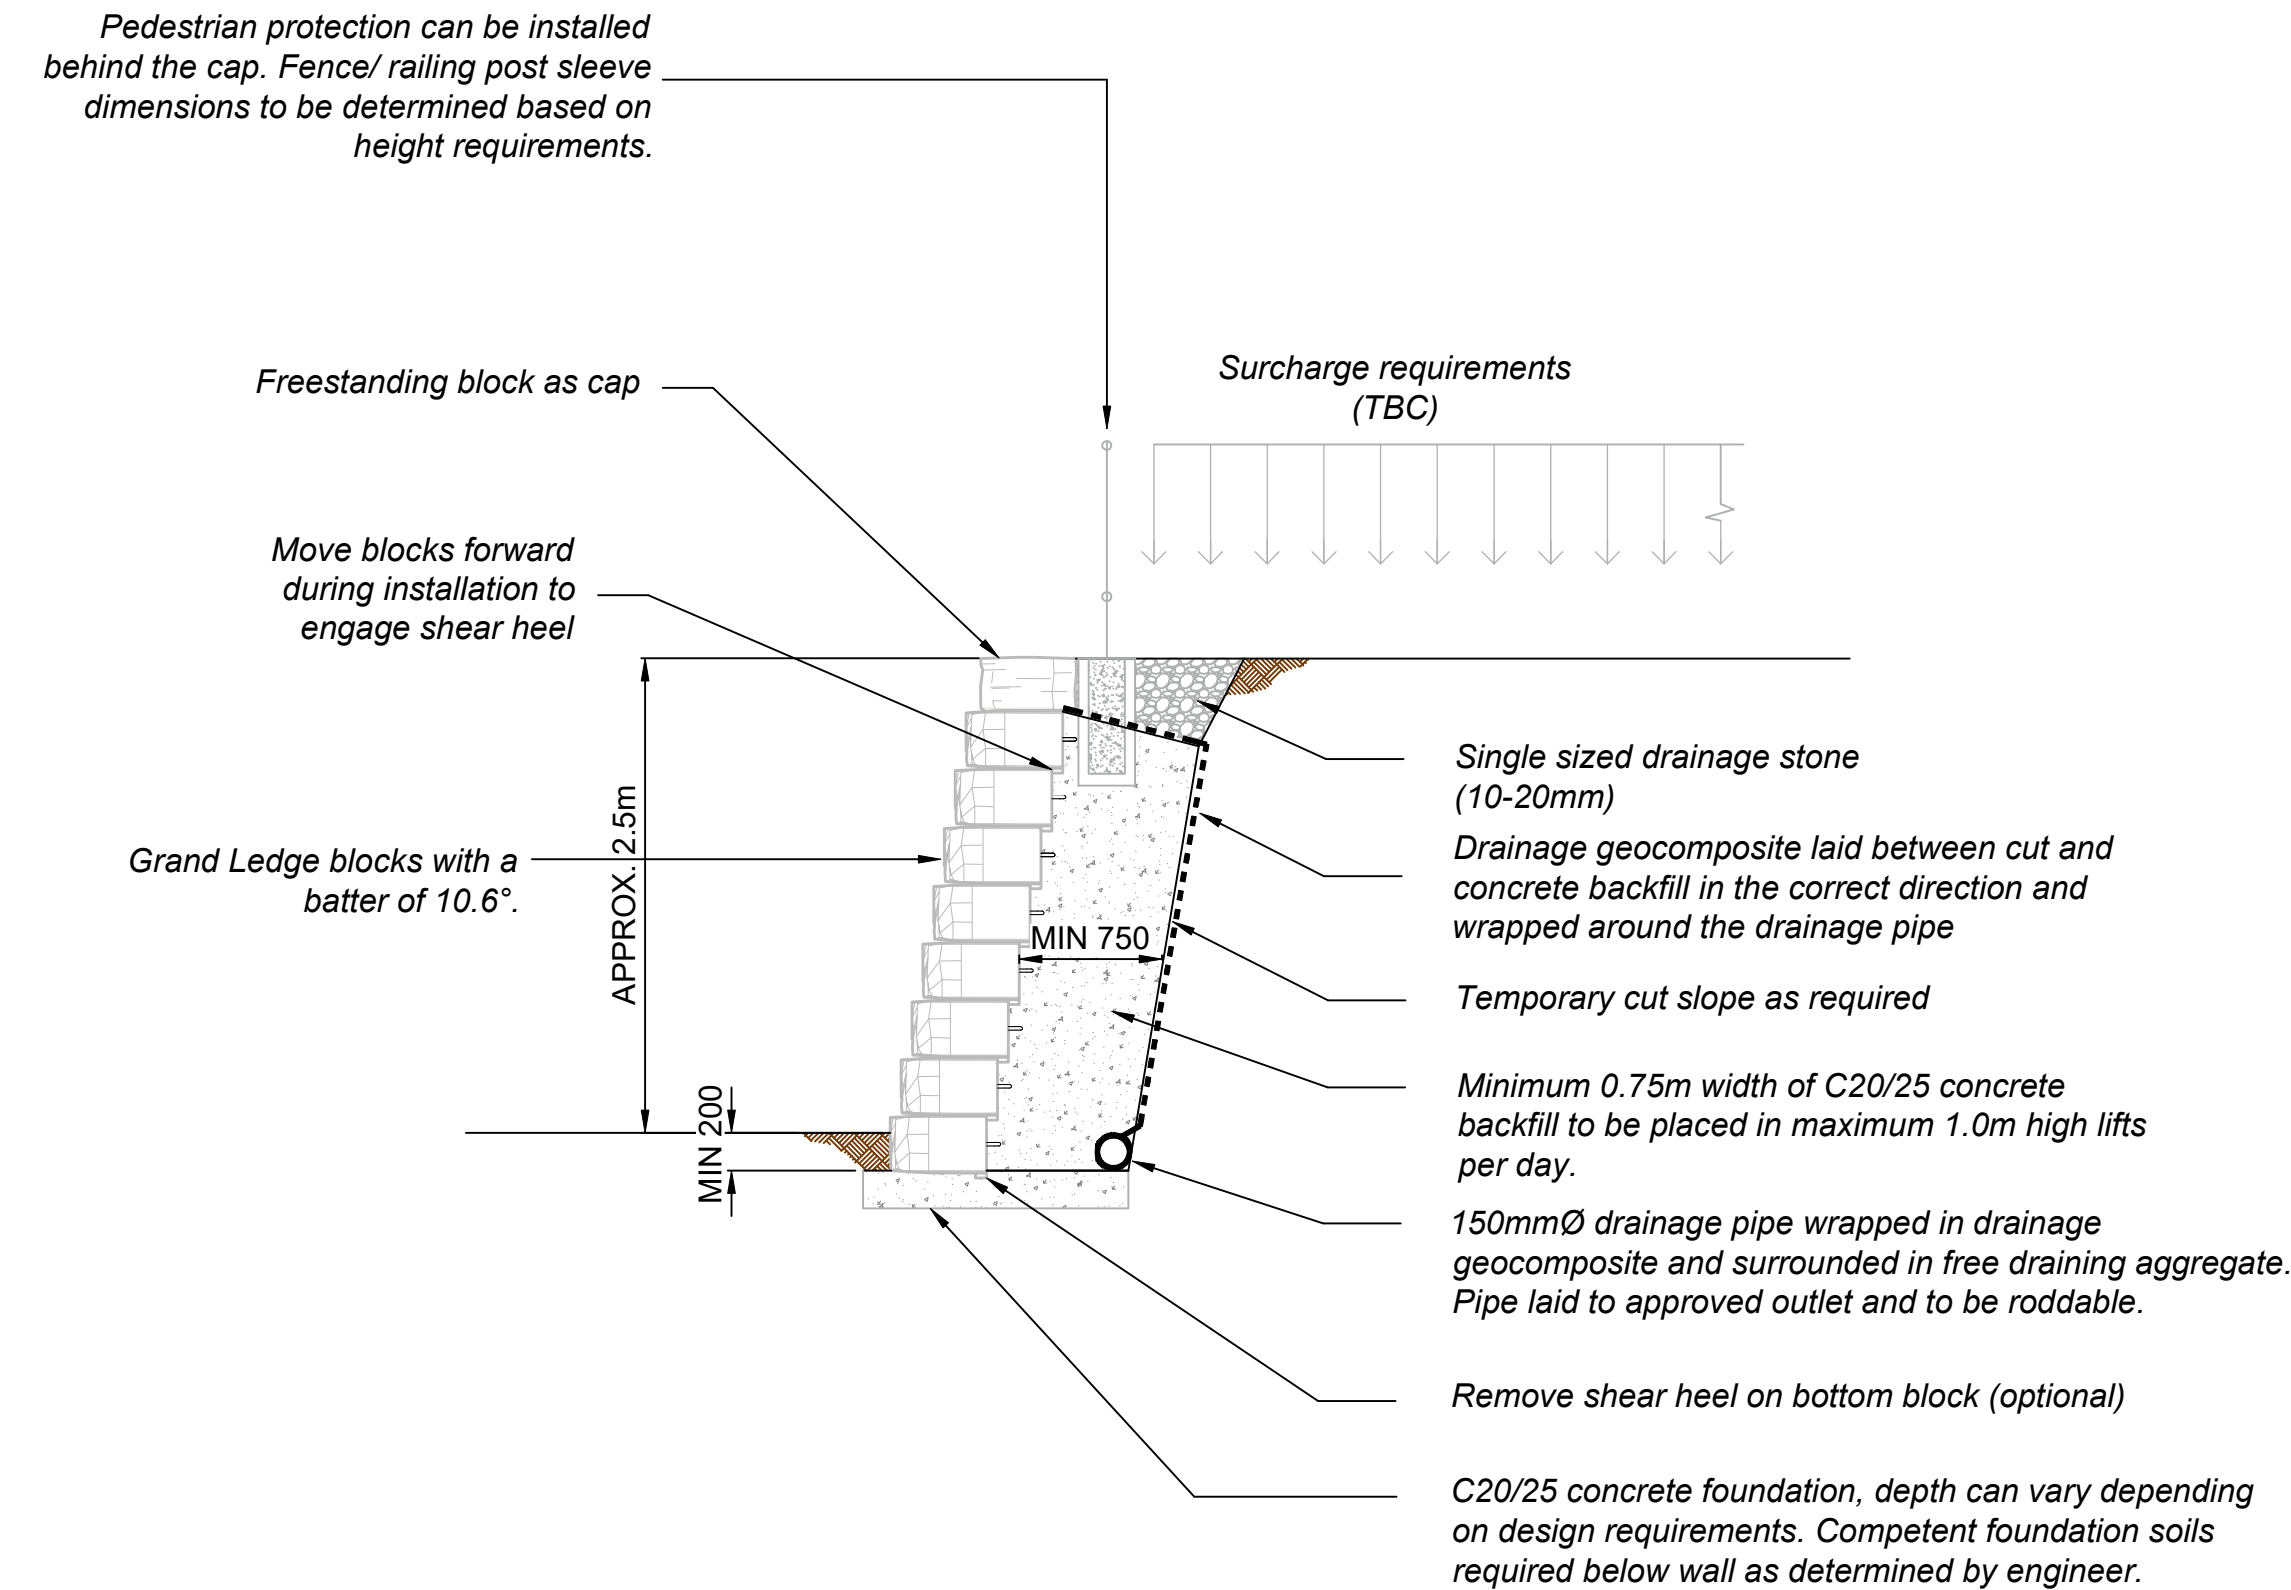 Pedestrian protection can be installed
behind the cap. Fence/ railing post sleeve
dimensions to be determined based on
height requirements.
Freestanding block as cap
Surcharge requirements
(TBC)
Move blocks forward
during installation to
engage shear heel
Grand Ledge blocks with a
batter of 10.6°.
APPROX. 2.5m
MIN 750
MIN 200
Single sized drainage stone
(10-20mm)
Drainage geocomposite laid between cut and
concrete backfill in the correct direction and
wrapped around the drainage pipe
Temporary cut slope as required
Minimum 0.75m width of C20/25 concrete
backfill to be placed in maximum 1.0m high lifts
per day.
150mmØ drainage pipe wrapped in drainage
geocomposite and surrounded in free draining aggregate.
Pipe laid to approved outlet and to be roddable.
Remove shear heel on bottom block (optional)
C20/25 concrete foundation, depth can vary depending
on design requirements. Competent foundation soils
required below wall as determined by engineer.